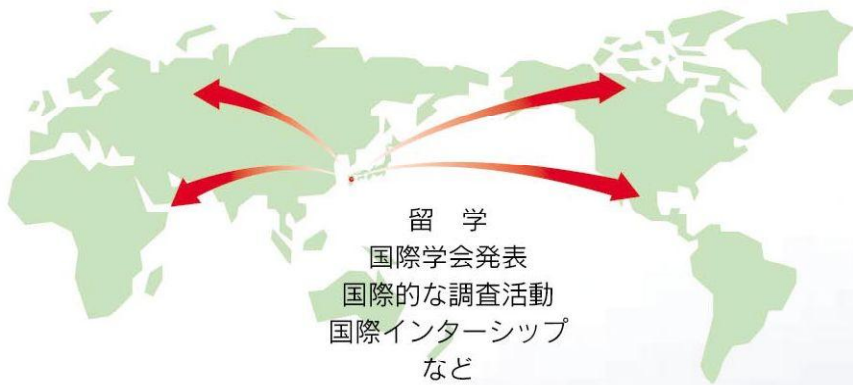 留　学
国際学会発表
国際的な調査活動
国際インターシップ
など